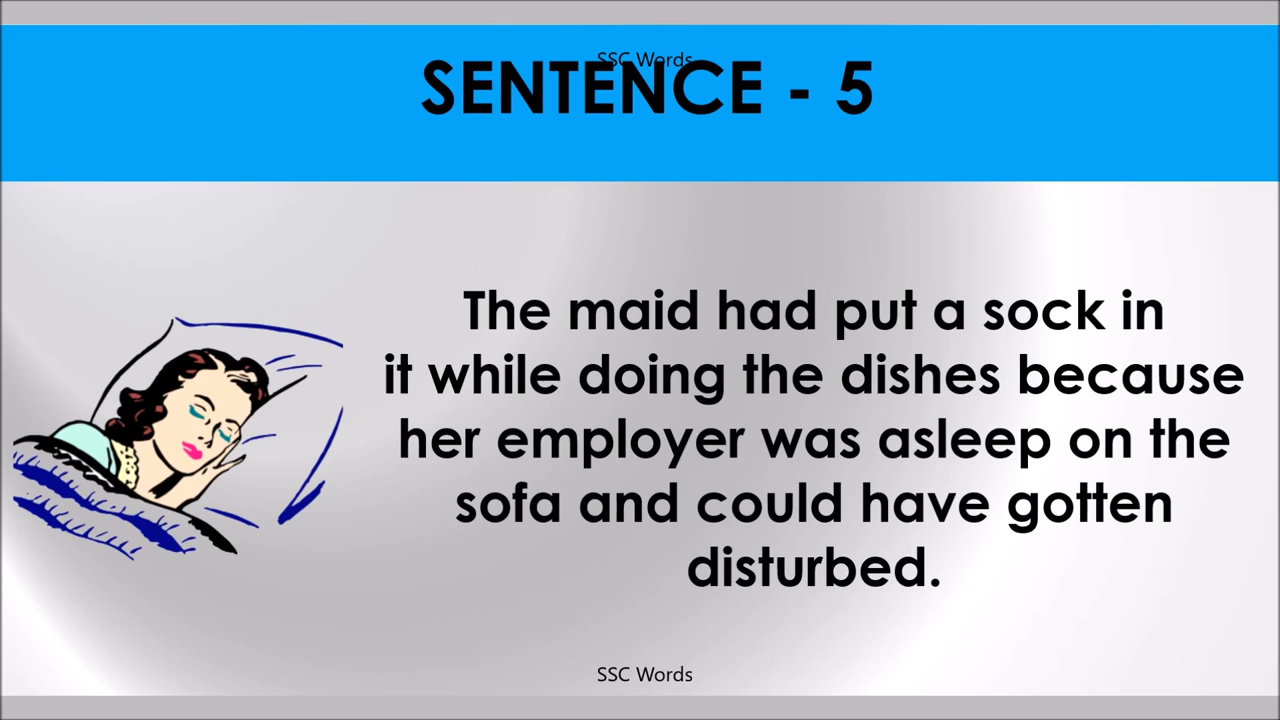 SSC Words
SENTENCE - 5
The maid had put a sock in
it while doing the dishes because
her employer was asleep on the
sofa and could have gotten
disturbed.
SSC Words